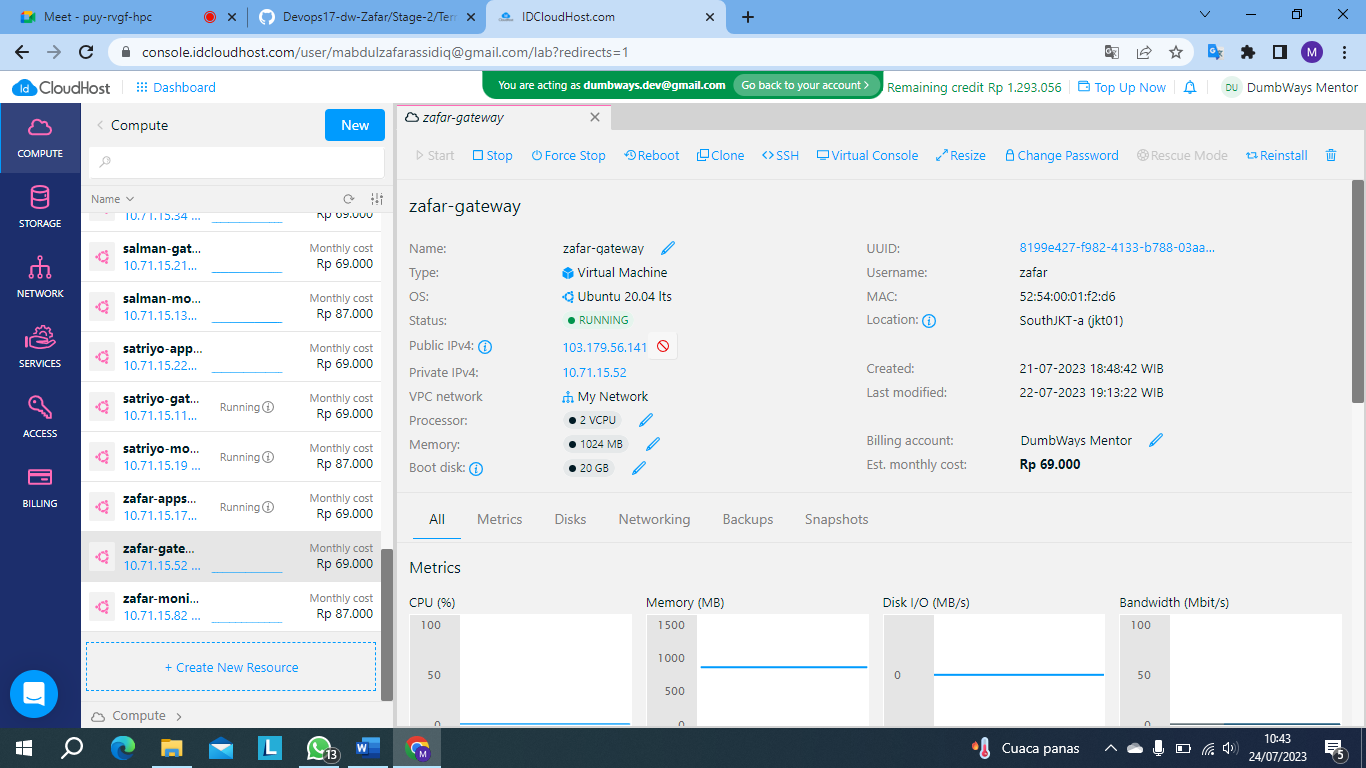 Meet - puy-rvgf-hpc
Devops17-dw-Zafar/Stage-2/Terr
IDCloudHost.com
console.idcloudhost.com/user/mabdulzafarassidiq@gmail.com/lab?redirects=1
M
Id CloudHost
Dashboard
You are acting as dumbways.dev@gmail.com
Go back to your account >
Remaining credit Rp 1.293.056
Top Up Now
DU
DumbWays Mentor
COMPUTE
STORAGE
NETWORK
SERVICES
ACCESS
BILLING
Compute
New
Name
10.71.15.34 ...
Rp 69.000
salman-gat...
Monthly cost
10.71.15.21...
Rp 69.000
salman-mo...
Monthly cost
10.71.15.13...
Rp 87.000
satriyo-app...
Monthly cost
10.71.15.22...
Rp 69.000
satriyo-gat...
Running
Monthly cost
10.71.15.11...
Rp 69.000
satriyo-mo...
Running
Monthly cost
10.71.15.19 ...
Rp 87.000
zafar-apps...
Running
Monthly cost
10.71.15.17...
Rp 69.000
zafar-gate...
Monthly cost
10.71.15.52 ...
Rp 69.000
zafar-moni...
Monthly cost
10.71.15.82 ...
Rp 87.000
+ Create New Resource
Compute >
zafar-gateway
Start Stop Force Stop Reboot Clone SSH Virtual Console Resize Change Password Rescue Mode Reinstall
zafar-gateway
Name: zafar-gateway
Type: Virtual Machine
OS: Ubuntu 20.04 lts
Status: RUNNING
Public IPv4: 103.179.56.141
Private IPv4: 10.71.15.52
VPC network My Network
Processor: 2 VCPU
Memory: 1024 MB
Boot disk: 20 GB
UUID: 8199e427-f982-4133-b788-03aa...
Username: zafar
MAC: 52:54:00:01:f2:d6
Location: SouthJKT-a (jkt01)
Created: 21-07-2023 18:48:42 WIB
Last modified: 22-07-2023 19:13:22 WIB
Billing account: DumbWays Mentor
Est. monthly cost: Rp 69.000
All Metrics Disks Networking Backups Snapshots
Metrics
CPU (%)
100
50
0
Memory (MB)
1500
1000
500
0
Disk I/O (MB/s)
0
Bandwidth (Mbit/s)
100
50
0
13
L
W
M
Cuaca panas
10:43
24/07/2023
5